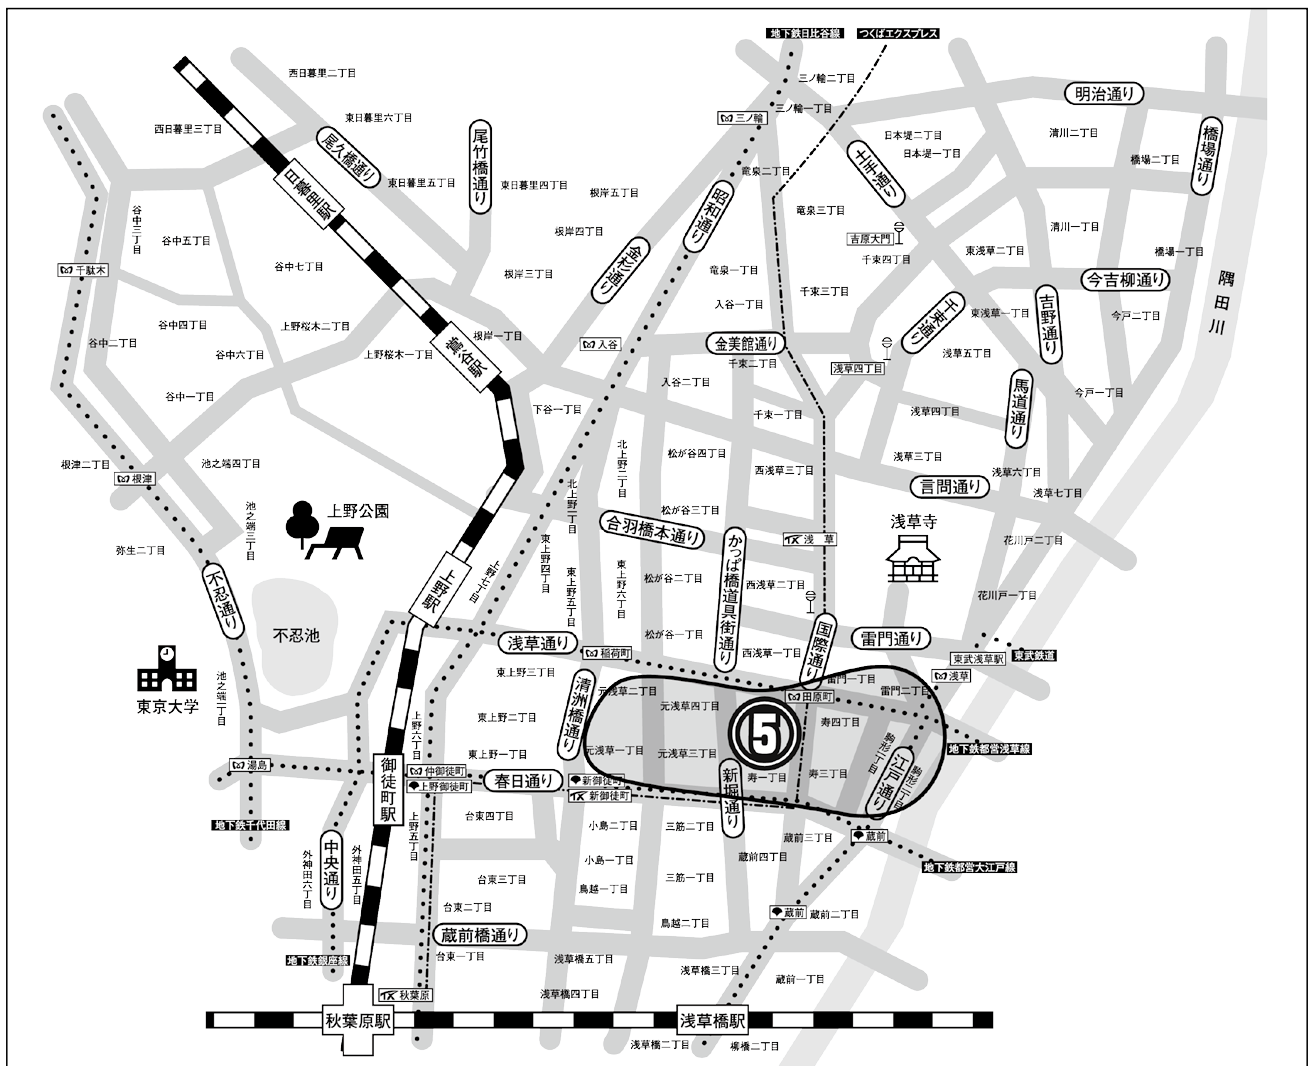 地下鉄日比谷線
つくばエクスプレス
西日暮里二丁目
三ノ輪二丁目
明治通り
三ノ輪一丁目
三ノ輪
東日暮里六丁目
西日暮里三丁目
尾久橋通り
尾竹橋通り
日本堤二丁目
日本堤一丁目
清川二丁目
橋場二丁目
橋場通り
土手通り
日暮里駅
東日暮里五丁目
東日暮里四丁目
根岸五丁目
竜泉二丁目
昭和通り
竜泉三丁目
谷中三丁目
谷中五丁目
根岸四丁目
吉原大門
清川一丁目
東浅草二丁目
橋場一丁目
千束四丁目
千駄木
谷中七丁目
根岸三丁目
金杉通り
竜泉一丁目
今吉柳通り
隅田川
入谷一丁目
千束三丁目
千束通り
東浅草一丁目
吉野通り
今戸二丁目
谷中四丁目
上野桜木二丁目
根岸一丁目
谷中二丁目
谷中六丁目
上野桜木一丁目
鶯谷駅
入谷
金美館通り
千束二丁目
浅草四丁目
浅草五丁目
谷中一丁目
入谷二丁目
馬道通り
今戸一丁目
下谷一丁目
千束一丁目
浅草四丁目
根津二丁目
池之端四丁目
根津
北上野二丁目
松が谷四丁目
西浅草三丁目
浅草三丁目
浅草六丁目
言問通り
浅草七丁目
上野公園
池之端三丁目
北上野一丁目
松が谷三丁目
合羽橋本通り
かっぱ橋道具街通り
浅草
浅草寺
花川戸二丁目
弥生二丁目
東上野四丁目
東上野五丁目
東上野六丁目
松が谷二丁目
西浅草二丁目
花川戸一丁目
不忍通り
上野駅
上野七丁目
不忍池
浅草通り
稲荷町
松が谷一丁目
西浅草一丁目
国際通り
雷門通り
東武浅草駅
東武鉄道
浅草
東京大学
池之端二丁目
東上野三丁目
清洲橋通り
元浅草二丁目
元浅草四丁目
田原町
雷門一丁目
雷門二丁目
上野六丁目
東上野二丁目
5
寿四丁目
駒形一丁目
地下鉄都営浅草線
東上野一丁目
元浅草一丁目
元浅草三丁目
湯島
御徒町駅
仲御徒町
上野御徒町
春日通り
新御徒町
新御徒町
新堀通り
寿一丁目
寿三丁目
江戸通り
駒形二丁目
地下鉄千代田線
上野五丁目
台東四丁目
小島二丁目
三筋二丁目
蔵前三丁目
蔵前
中央通り
外神田六丁目
外神田五丁目
小島一丁目
蔵前四丁目
地下鉄都営大江戸線
台東三丁目
鳥越一丁目
三筋一丁目
台東二丁目
鳥越二丁目
蔵前
蔵前二丁目
蔵前橋通り
地下鉄銀座線
台東一丁目
浅草橋五丁目
浅草橋三丁目
蔵前一丁目
秋葉原
浅草橋四丁目
秋葉原駅
浅草橋駅
浅草橋二丁目
柳橋二丁目